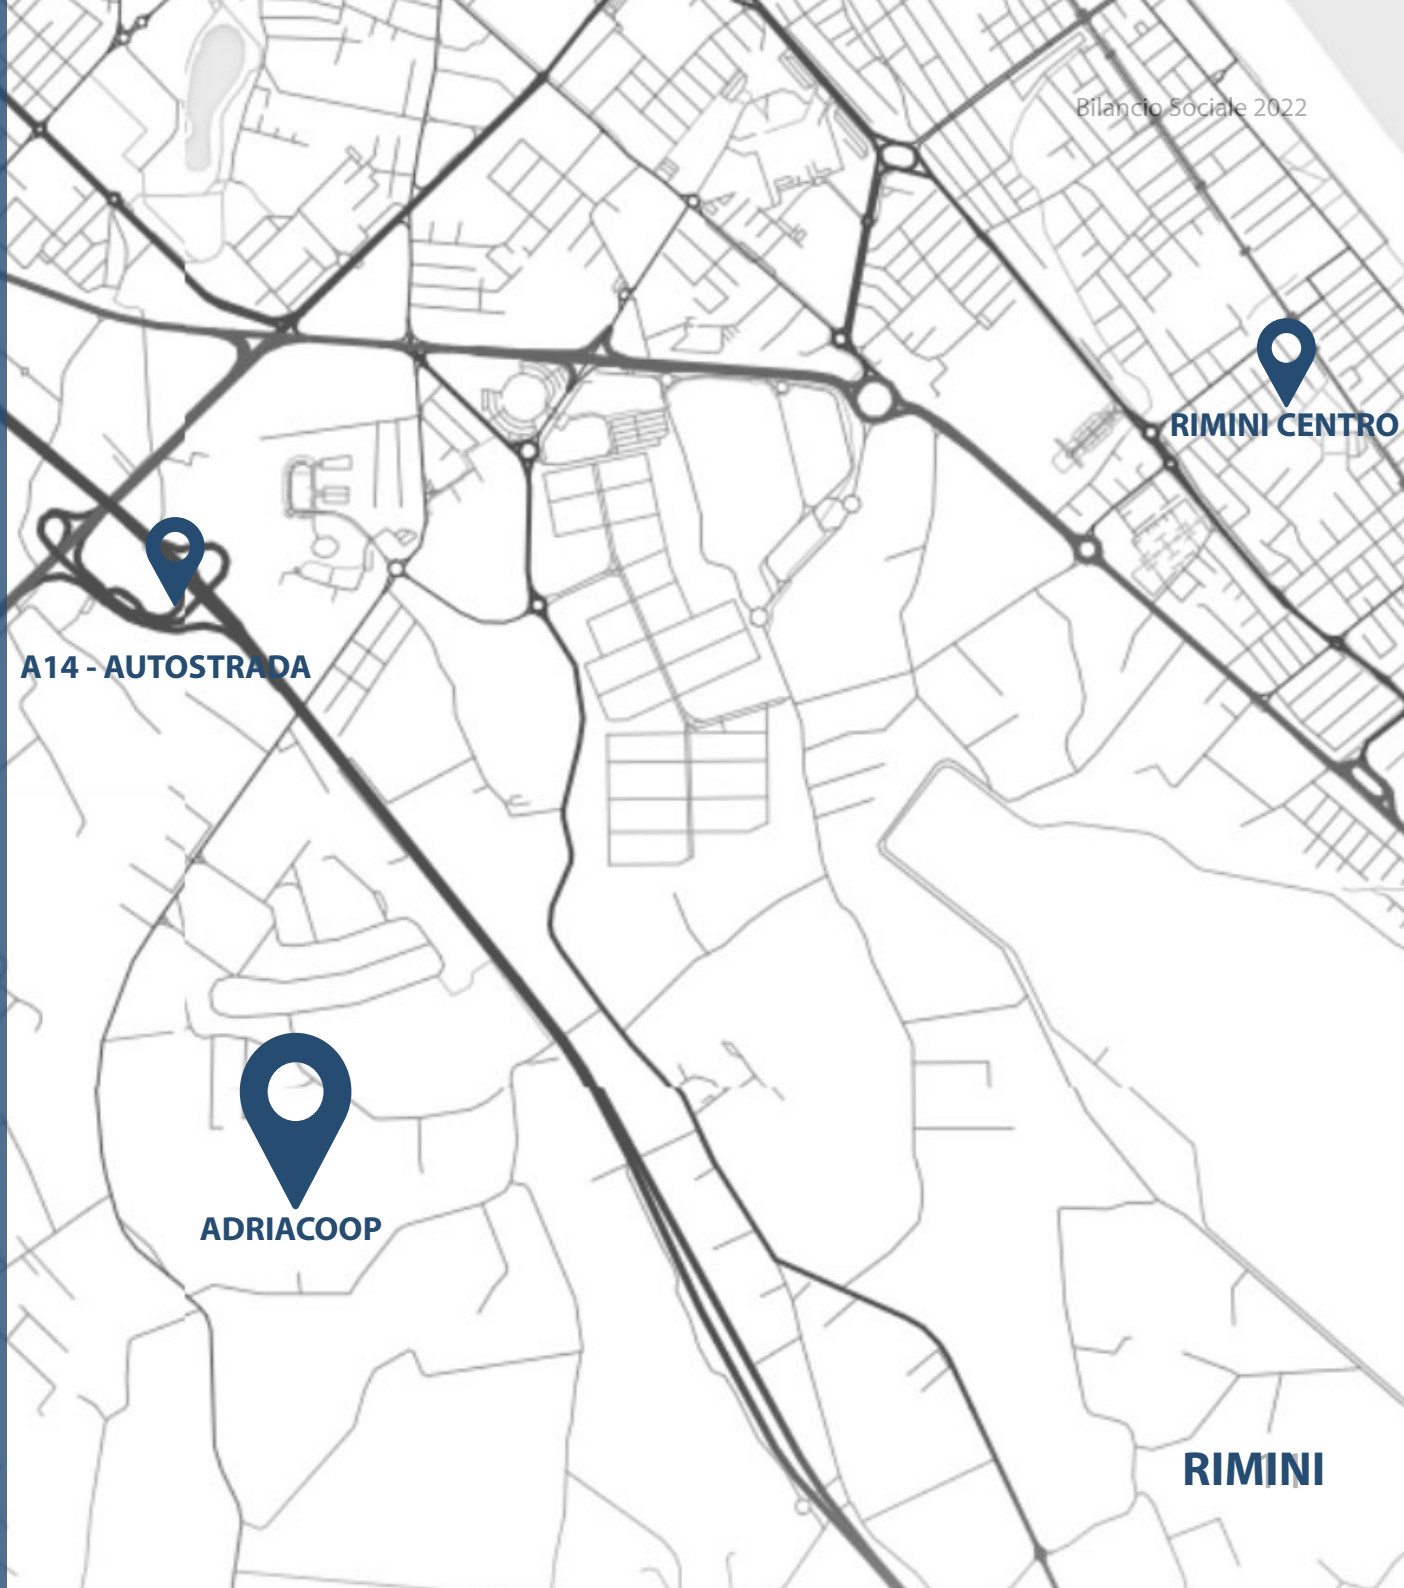 Bilancio Sociale 2022
RIMINI CENTRO
A14 - AUTOSTRADA
ADRIACOOP
RIMINI